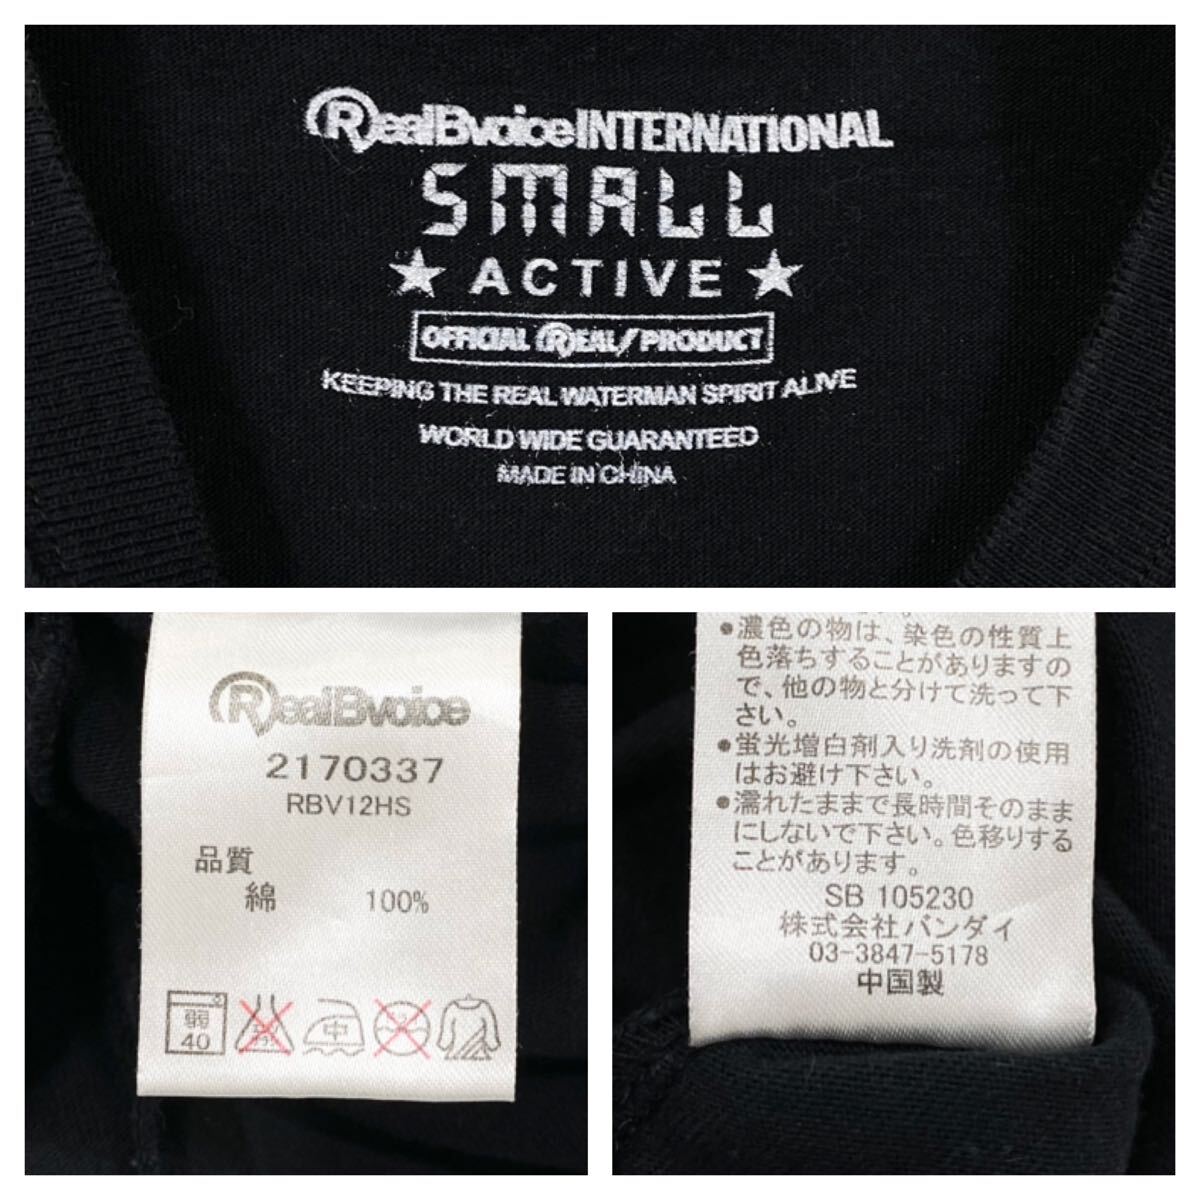 RealBvoice INTERNATIONAL
SMALL
★ ACTIVE ★
OFFICIAL REAL/PRODUCT
KEEPING THE REAL WATERMAN SPIRIT ALIVE
WORLD WIDE GUARANTEED
MADE IN CHINA
RealBvoice
2170337
RBV12HS
品質
綿 100%
弱
40
中
●濃色の物は、染色の性質上
色落ちすることがありますの
で、他の物と分けて洗って下
さい。
●蛍光増白剤入り洗剤の使用
はお避け下さい。
●濡れたままで長時間そのまま
にしないで下さい。色移りする
ことがあります。
SB 105230
株式会社バンダイ
03-3847-5178
中国製